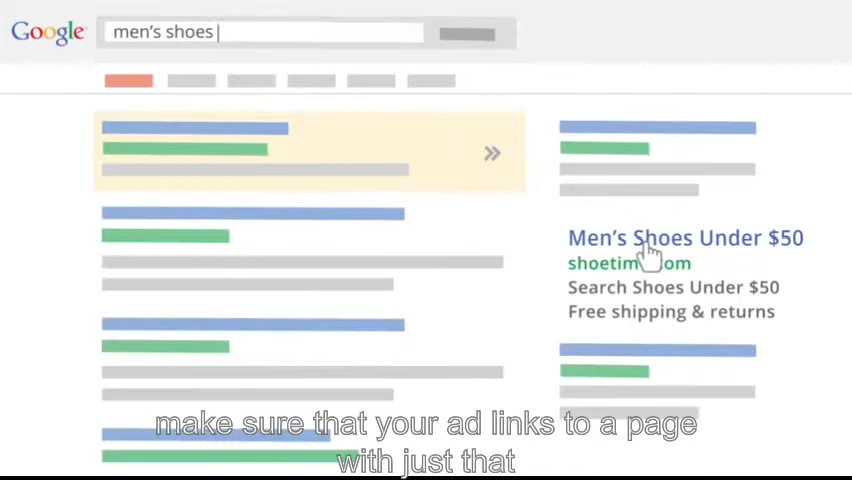 Google
men's shoes
Men's Shoes Under $50
Search Shoes Under $50
Free shipping & returns
make sure that your ad links to a page
with just that